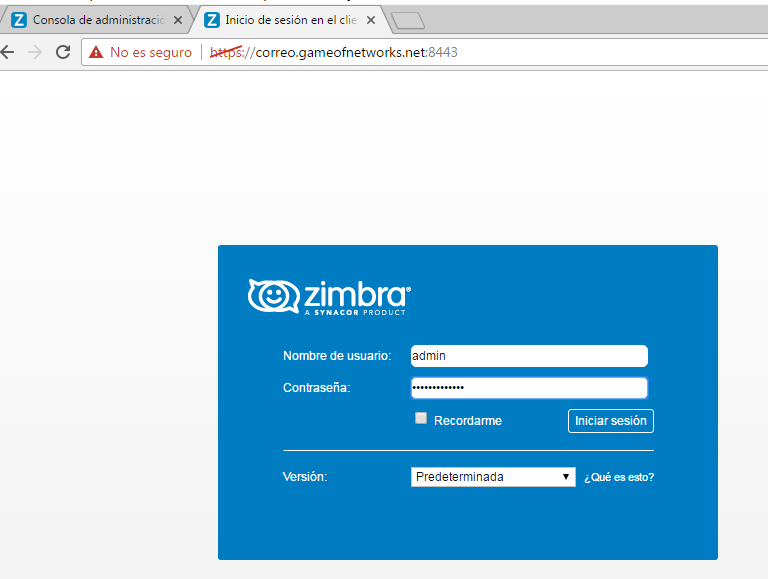 Consola de administració
Inicio de sesión en el clie
No es seguro https://correo.gameofnetworks.net:8443
zimbra®
A SYNACOR PRODUCT
Nombre de usuario: admin
Contraseña: •••••••••••••
Recordarme Iniciar sesión
Versión: Predeterminada ¿Qué es esto?